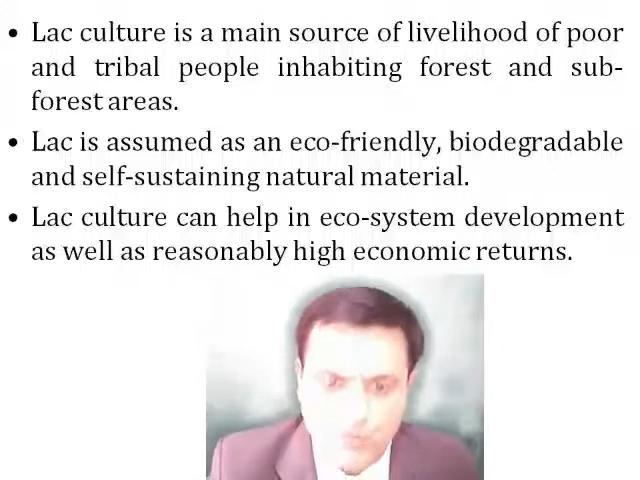 • Lac culture is a main source of livelihood of poor
and tribal people inhabiting forest and sub-
forest areas.
• Lac is assumed as an eco-friendly, biodegradable
and self-sustaining natural material.
• Lac culture can help in eco-system development
as well as reasonably high economic returns.